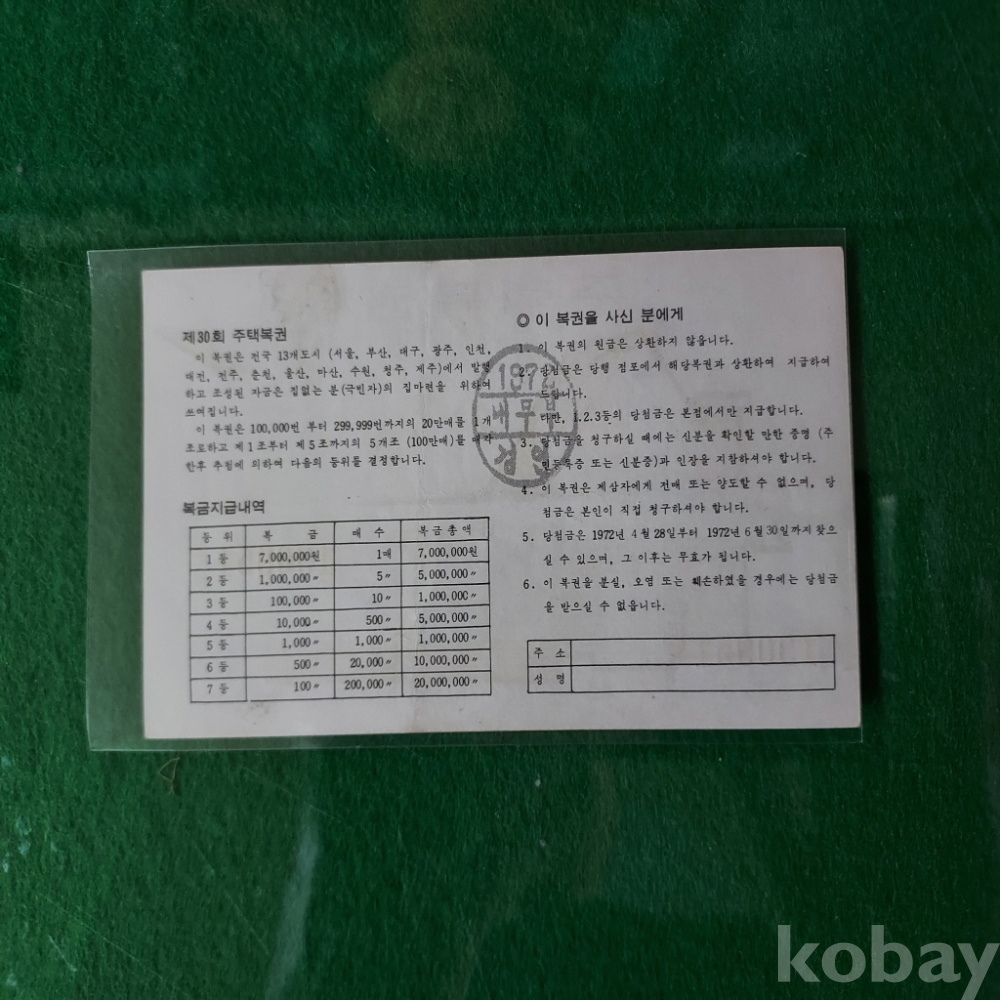 제30회 주택복권
이 복권은 전국 13개도시 (서울, 부산, 대구, 광주, 인천,
대전, 전주, 춘천, 울산, 마산, 수원, 청주, 제주)에서 발행
하고 조성된 자금은 집없는 분(국빈자)의 집마련을 위하여
쓰여집니다.
이 복권은 100,000번 부터 299,999번까지의 20만매를 1개
조로하고 제1조부터 제5조까지의 5개조 (100만매)를 매각
한후 추첨에 의하여 다음의 등위를 결정합니다.
복금지급내역
등 위 복 금 매 수 복금총액
1 등 7,000,000원 1매 7,000,000원
2 등 1,000,000〃 5〃 5,000,000〃
3 등 100,000〃 10〃 1,000,000〃
4 등 10,000〃 500〃 5,000,000〃
5 등 1,000〃 1,000〃 1,000,000〃
6 등 500〃 20,000〃 10,000,000〃
7 등 100〃 200,000〃 20,000,000〃
◎ 이 복권을 사신 분에게
1. 이 복권의 원금은 상환하지 않읍니다.
2. 당첨금은 당행 점포에서 해당복권과 상환하여 지급하여
드립니다.
다만, 1.2.3등의 당첨금은 본점에서만 지급합니다.
3. 당첨금을 청구하실 때에는 신분을 확인할 만한 증명 (주
민등록증 또는 신분증)과 인장을 지참하셔야 합니다.
4. 이 복권은 제삼자에게 전매 또는 양도할 수 없으며, 당
첨금은 본인이 직접 청구하셔야 합니다.
5. 당첨금은 1972년 4월 28일부터 1972년 6월 30일까지 찾으
실 수 있으며, 그 이후는 무효가 됩니다.
6. 이 복권을 분실, 오염 또는 훼손하였을 경우에는 당첨금
을 받으실 수 없읍니다.
주 소
성 명
1972
내무부
검인
kobay